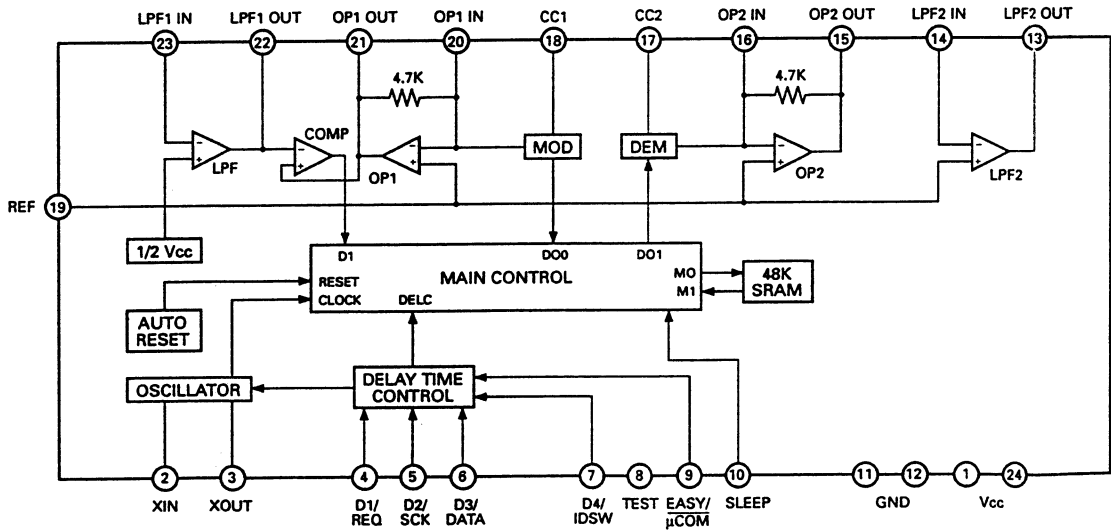 LPF1 IN LPF1 OUT OP1 OUT OP1 IN CC1 CC2 OP2 IN OP2 OUT LPF2 IN LPF2 OUT
23 22 21 20 18 17 16 15 14 13
4.7K 4.7K
COMP
LPF OP1 MOD DEM OP2 LPF2
REF 19
1/2 Vcc
D1 DO0 DO1
MAIN CONTROL
RESET
CLOCK DELC
MO
M1
48K
SRAM
AUTO
RESET
OSCILLATOR
DELAY TIME
CONTROL
2 3 4 5 6 7 8 9 10 11 12 1 24
XIN XOUT
D1/
REQ
D2/
SCK
D3/
DATA
D4/
IDSW
TEST
EASY/
μCOM
SLEEP
GND
Vcc